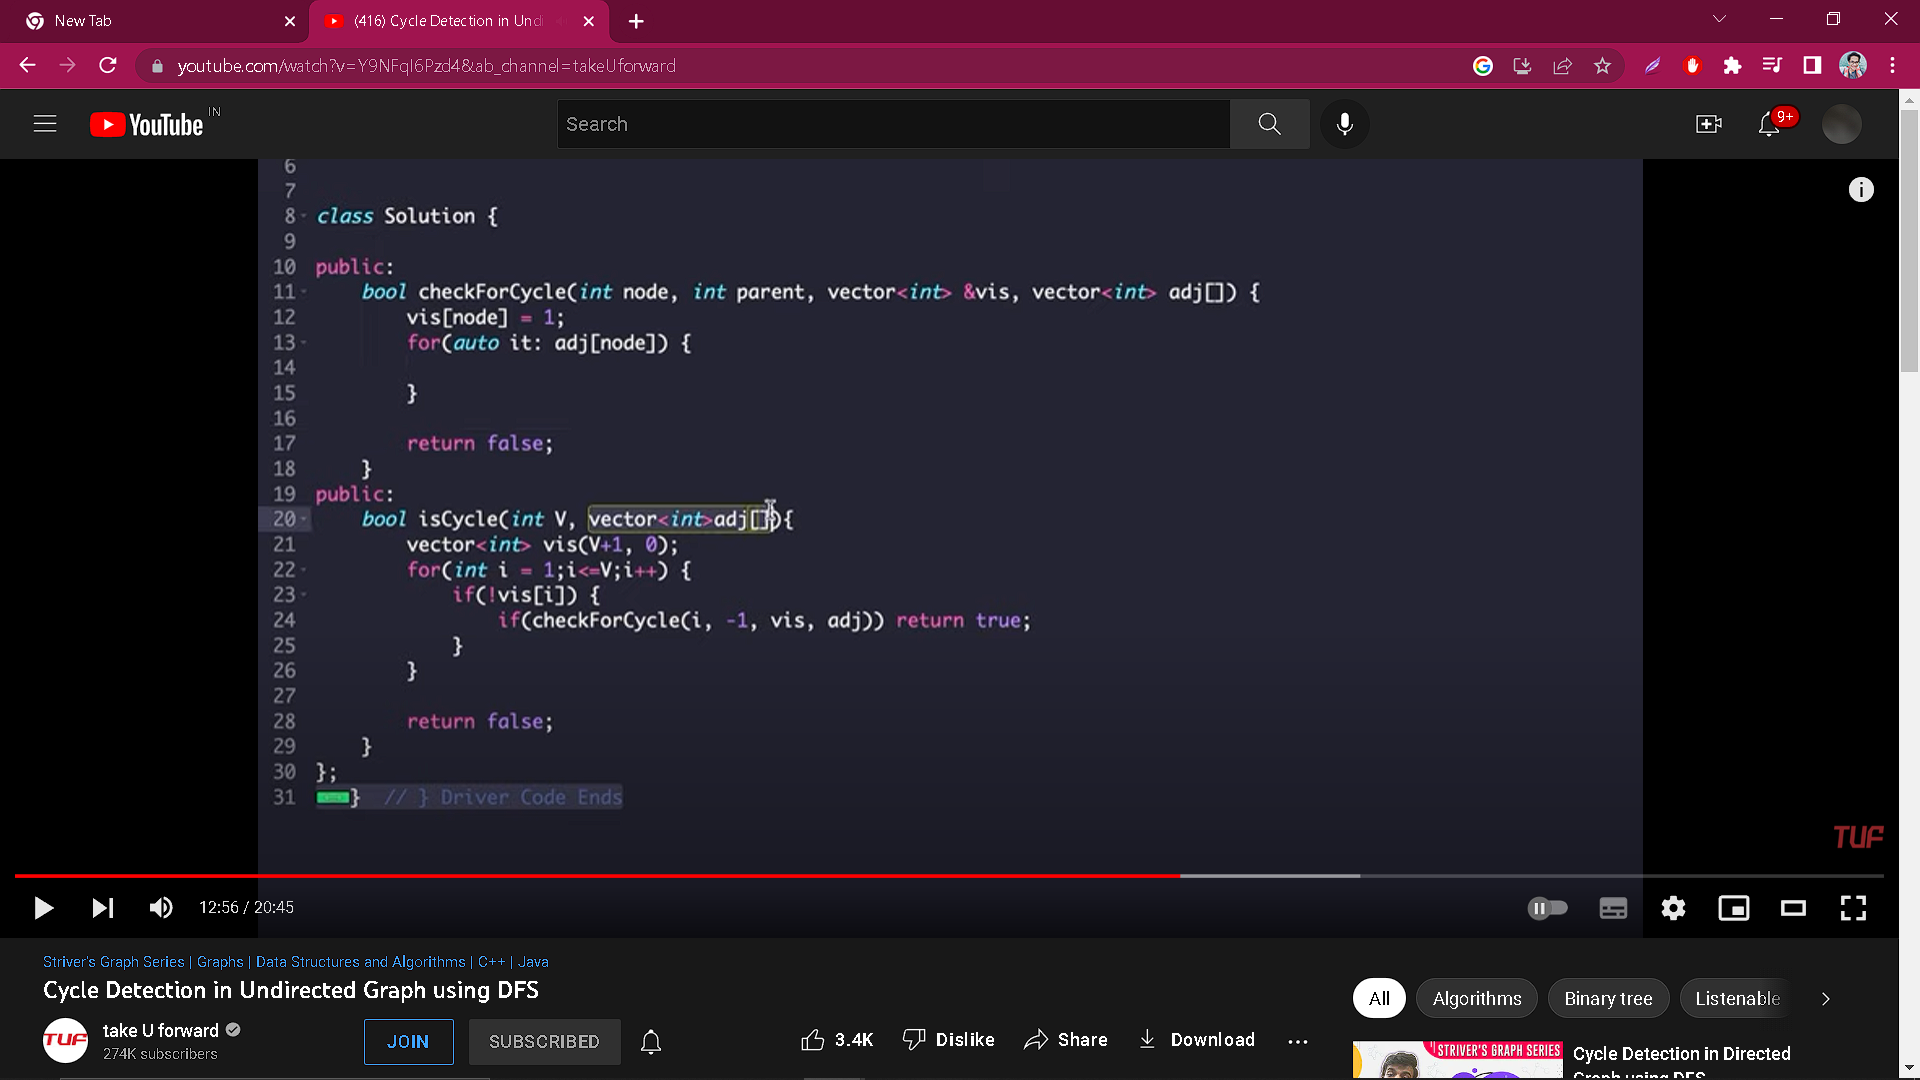 New Tab
(416) Cycle Detection in Undi
youtube.com/watch?v=Y9NFqI6Pzd4&ab_channel=takeUforward
YouTube IN
Search
9+
6
7
8 class Solution {
9
10 public:
11 bool checkForCycle(int node, int parent, vector<int> &vis, vector<int> adj[]) {
12 vis[node] = 1;
13 for(auto it: adj[node]) {
14
15 }
16
17 return false;
18 }
19 public:
20 bool isCycle(int V, vector<int>adj[]){
21 vector<int> vis(V+1, 0);
22 for(int i = 1;i<=V;i++) {
23 if(!vis[i]) {
24 if(checkForCycle(i, -1, vis, adj)) return true;
25 }
26 }
27
28 return false;
29 }
30 };
31 } // } Driver Code Ends
TUF
12:56 / 20:45
Striver's Graph Series | Graphs | Data Structures and Algorithms | C++ | Java
Cycle Detection in Undirected Graph using DFS
TUF
take U forward
274K subscribers
JOIN
SUBSCRIBED
3.4K
Dislike
Share
Download
All
Algorithms
Binary tree
Listenable
STRIVER'S GRAPH SERIES
Cycle Detection in Directed
Graph using DFS